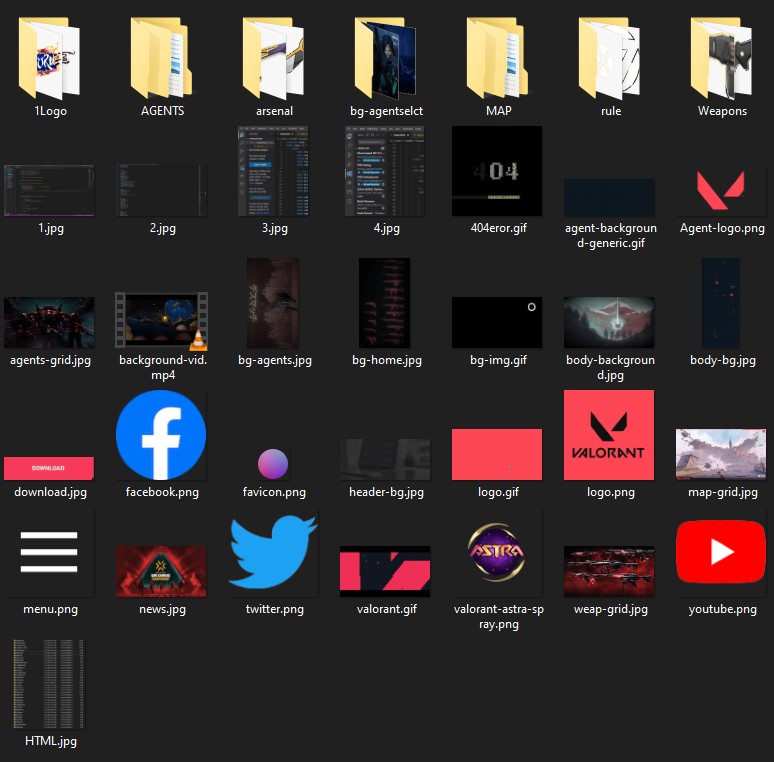 1Logo
AGENTS
arsenal
bg-agentselct
MAP
rule
Weapons
1.jpg
2.jpg
3.jpg
4.jpg
404
404eror.gif
agent-backgroun
d-generic.gif
Agent-logo.png
agents-grid.jpg
background-vid.
mp4
bg-agents.jpg
bg-home.jpg
bg-img.gif
body-backgroun
d.jpg
body-bg.jpg
DOWNLOAD
download.jpg
facebook.png
favicon.png
header-bg.jpg
logo.gif
VALORANT
logo.png
map-grid.jpg
menu.png
news.jpg
twitter.png
valorant.gif
ASTRA
valorant-astra-sp
ray.png
weap-grid.jpg
youtube.png
HTML.jpg